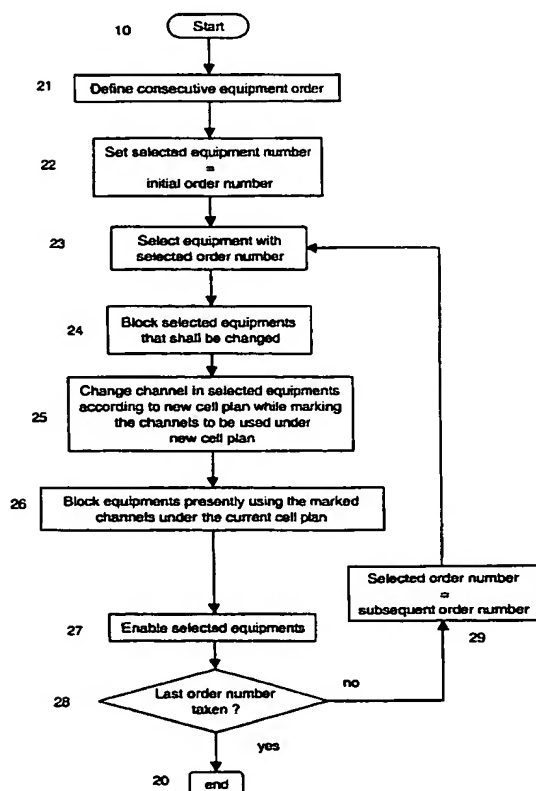 10
Start
21
Define consecutive equipment order
22
Set selected equipment number
=
initial order number
23
Select equipment with
selected order number
24
Block selected equipments
that shall be changed
25
Change channel in selected equipments
according to new cell plan while marking
the channels to be used under
new cell plan
26
Block equipments presently using the marked
channels under the current cell plan
Selected order number
=
subsequent order number
29
27
Enable selected equipments
28
Last order number
taken ?
no
yes
20
end